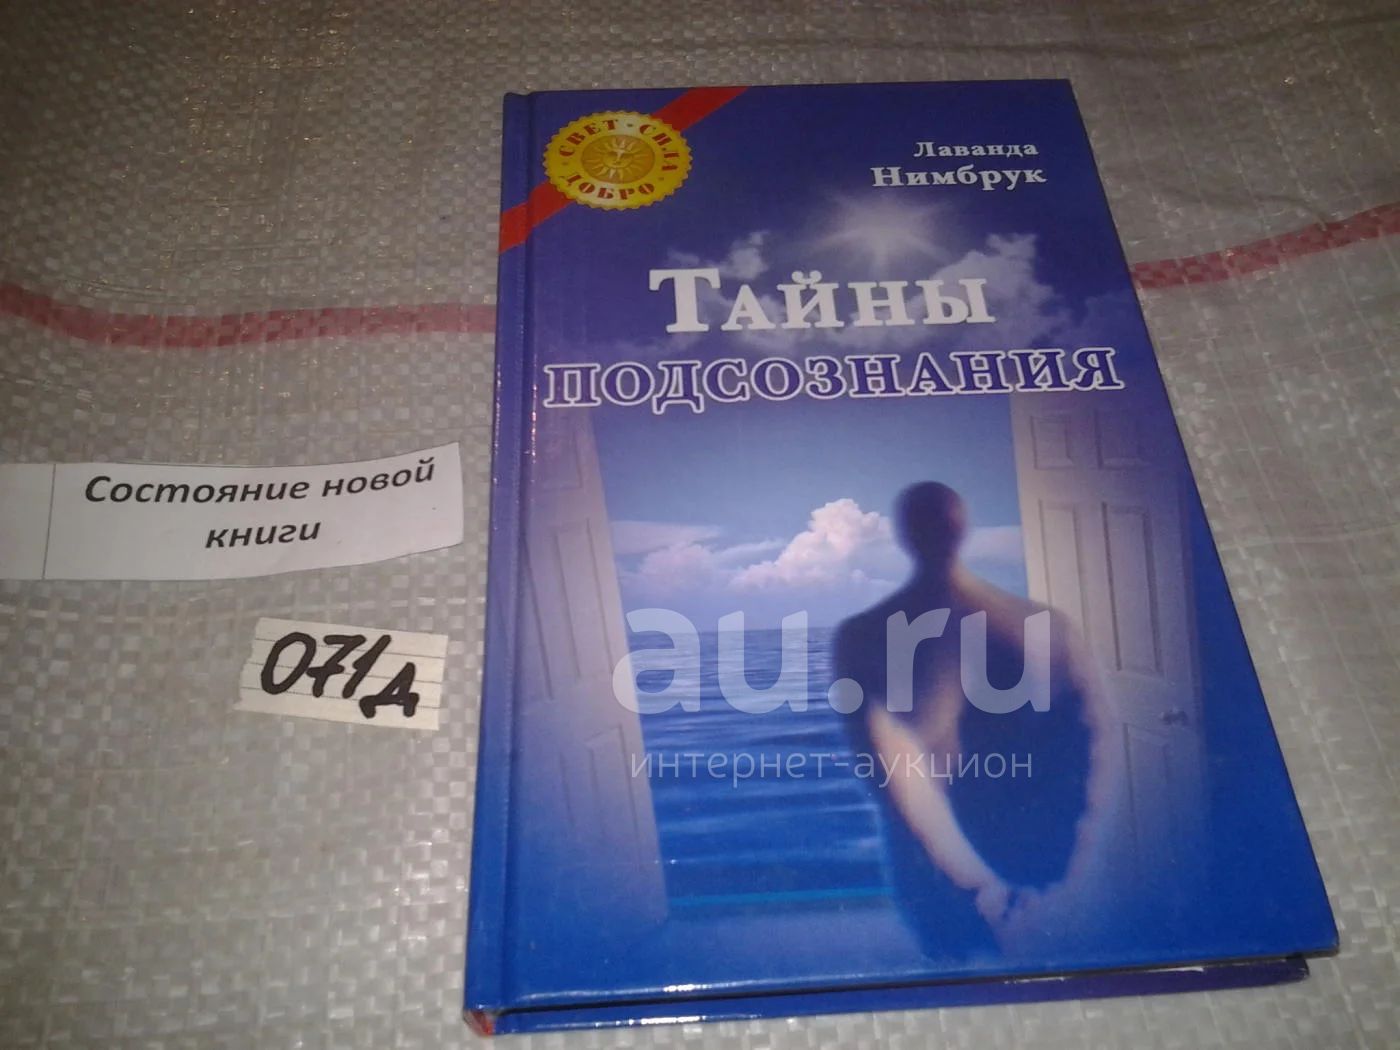 СВЕТ · СИЛА
ДОБРО
Лаванда
Нимбрук
Тайны
подсознания
Состояние новой
книги
071д
au.ru
интернет-аукцион